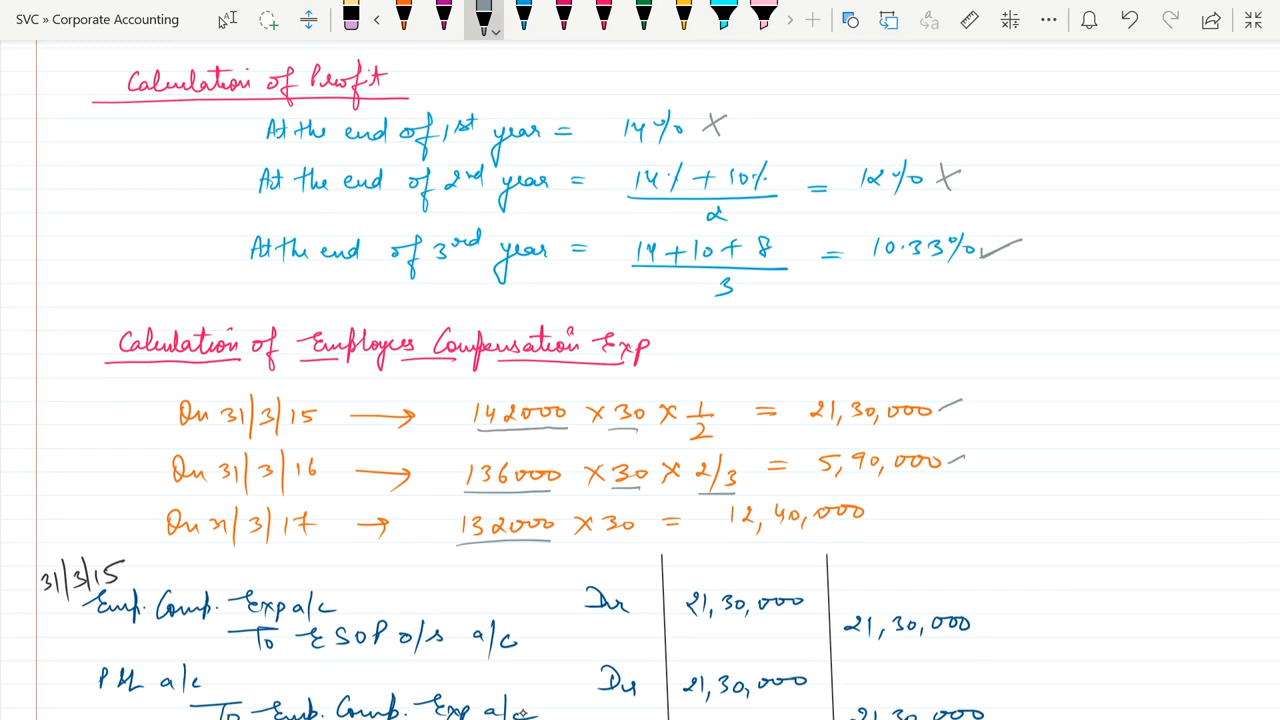 SVC » Corporate Accounting
Calculation of Profit
At the end of 1st year = 14% ✗
At the end of 2nd year = 14% + 10% / 2 = 12% ✗
At the end of 3rd year = 14 + 10 + 8 / 3 = 10.33% ✓
Calculation of Employees Compensation Exp
On 31/3/15 → 142000 × 30 × 1/2 = 21,30,000
On 31/3/16 → 136000 × 30 × 2/3 = 5,90,000
On 31/3/17 → 132000 × 30 = 12,40,000
31/3/15
Emp. Comp. Exp a/c Dr 21,30,000
To ESOP o/s a/c 21,30,000
P&L a/c Dr 21,30,000
To Emp. Comp. Exp a/c 21,30,000